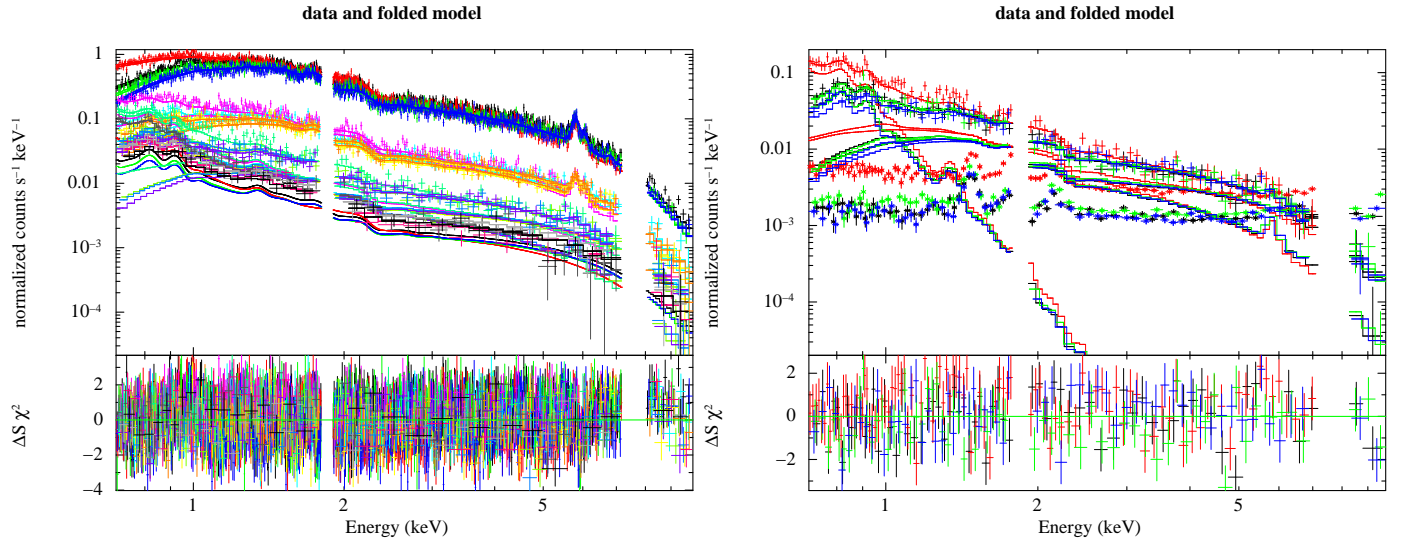 data and folded model
normalized counts s⁻¹ keV⁻¹
1
0.1
0.01
10⁻³
10⁻⁴
ΔS χ²
2
0
−2
−4
1
2
5
Energy (keV)
data and folded model
normalized counts s⁻¹ keV⁻¹
0.1
0.01
10⁻³
10⁻⁴
ΔS χ²
2
0
−2
1
2
5
Energy (keV)